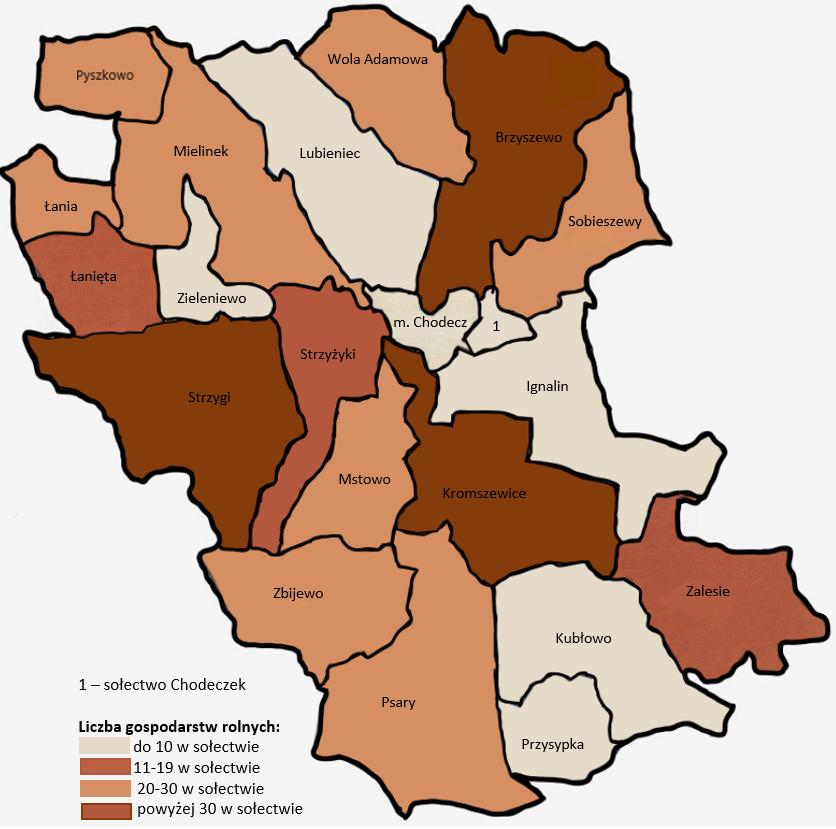 Wola Adamowa
Pyszkowo
Brzyszewo
Mielinek
Lubieniec
Łania
Sobieszewy
Łanięta
Zieleniewo
m. Chodecz
1
Strzyżyki
Ignalin
Strzygi
Mstowo
Kromszewice
Zbijewo
Zalesie
Kubłowo
Psary
Przysypka
1 – sołectwo Chodeczek
Liczba gospodarstw rolnych:
do 10 w sołectwie
11-19 w sołectwie
20-30 w sołectwie
powyżej 30 w sołectwie